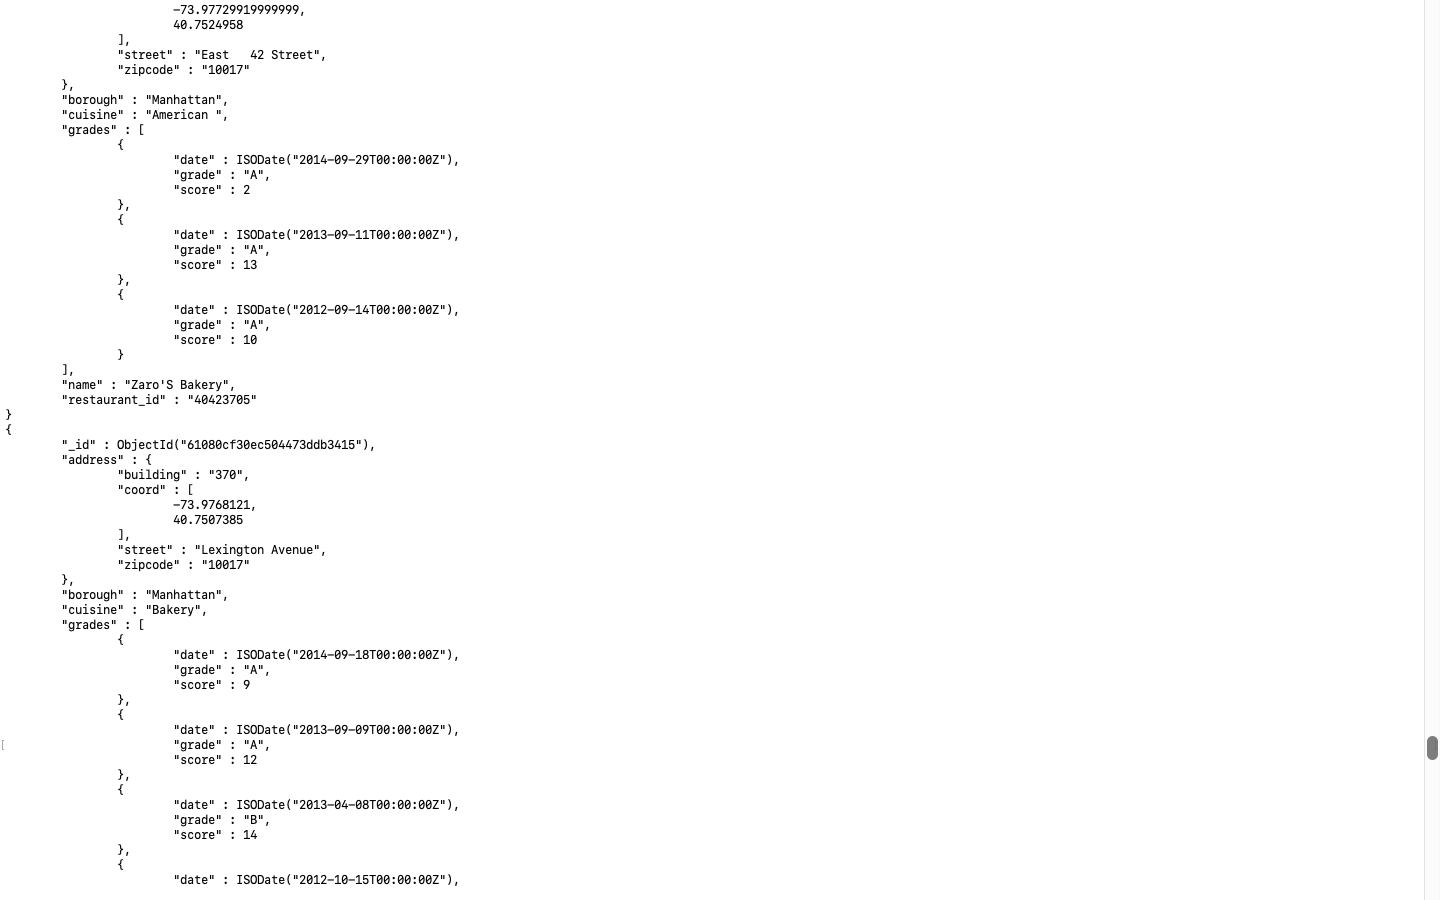 -73.97729919999999,
40.7524958
],
"street" : "East   42 Street",
"zipcode" : "10017"
},
"borough" : "Manhattan",
"cuisine" : "American ",
"grades" : [
{
"date" : ISODate("2014-09-29T00:00:00Z"),
"grade" : "A",
"score" : 2
},
{
"date" : ISODate("2013-09-11T00:00:00Z"),
"grade" : "A",
"score" : 13
},
{
"date" : ISODate("2012-09-14T00:00:00Z"),
"grade" : "A",
"score" : 10
}
],
"name" : "Zaro'S Bakery",
"restaurant_id" : "40423705"
}
{
"_id" : ObjectId("61080cf30ec504473ddb3415"),
"address" : {
"building" : "370",
"coord" : [
-73.9768121,
40.7507385
],
"street" : "Lexington Avenue",
"zipcode" : "10017"
},
"borough" : "Manhattan",
"cuisine" : "Bakery",
"grades" : [
{
"date" : ISODate("2014-09-18T00:00:00Z"),
"grade" : "A",
"score" : 9
},
{
"date" : ISODate("2013-09-09T00:00:00Z"),
[ "grade" : "A",
"score" : 12
},
{
"date" : ISODate("2013-04-08T00:00:00Z"),
"grade" : "B",
"score" : 14
},
{
"date" : ISODate("2012-10-15T00:00:00Z"),